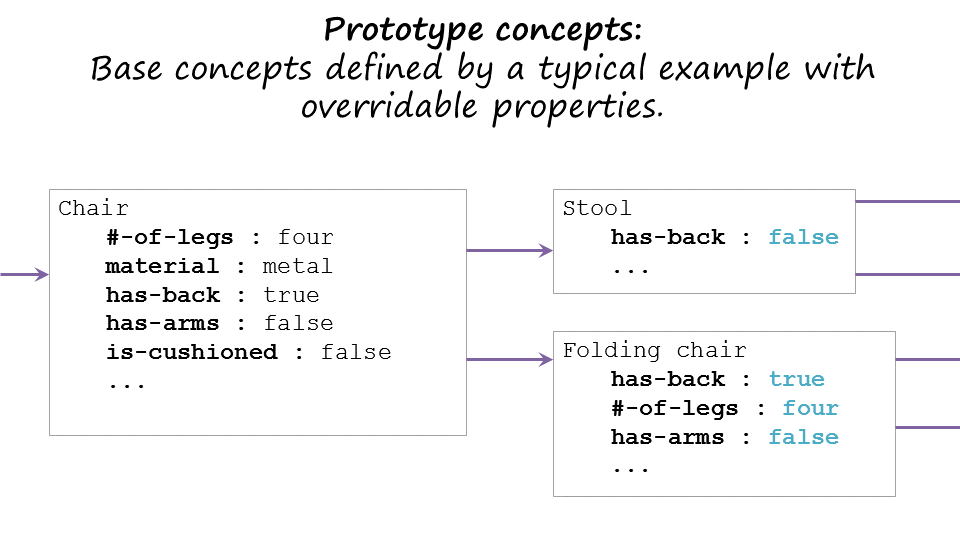 Prototype concepts:
Base concepts defined by a typical example with
overridable properties.
Chair
#-of-legs : four
material : metal
has-back : true
has-arms : false
is-cushioned : false
...
Stool
has-back : false
...
Folding chair
has-back : true
#-of-legs : four
has-arms : false
...